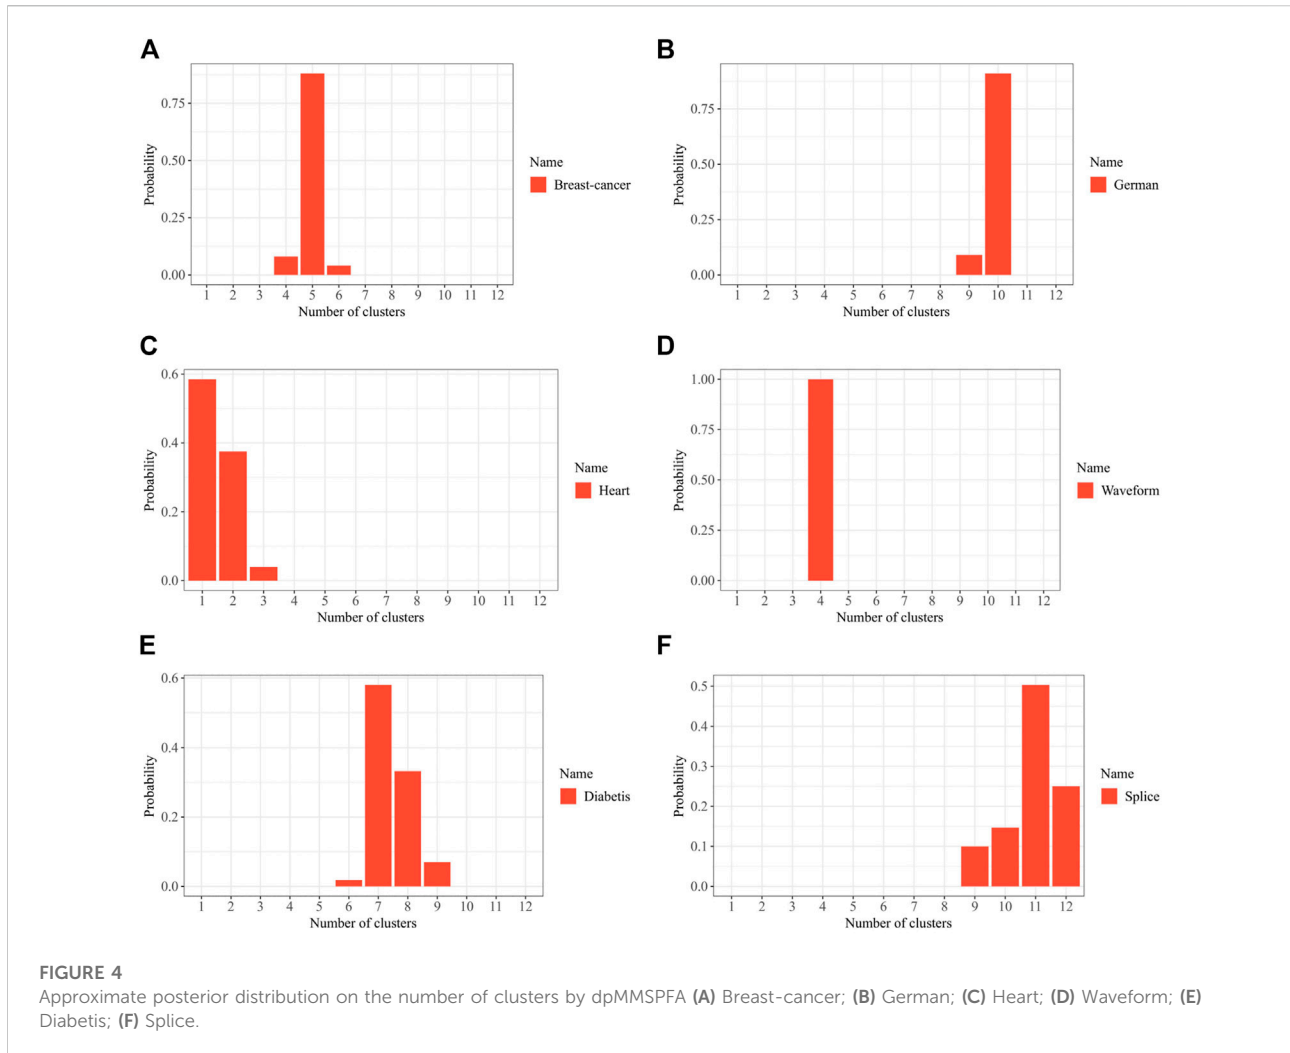 A
0.75
0.50
0.25
0.00
Probability
1 2 3 4 5 6 7 8 9 10 11 12
Number of clusters
Name
Breast-cancer
B
0.75
0.50
0.25
0.00
Probability
1 2 3 4 5 6 7 8 9 10 11 12
Number of clusters
Name
German
C
0.6
0.4
0.2
0.0
Probability
1 2 3 4 5 6 7 8 9 10 11 12
Number of clusters
Name
Heart
D
1.00
0.75
0.50
0.25
0.00
Probability
1 2 3 4 5 6 7 8 9 10 11 12
Number of clusters
Name
Waveform
E
0.6
0.4
0.2
0.0
Probability
1 2 3 4 5 6 7 8 9 10 11 12
Number of clusters
Name
Diabetis
F
0.5
0.4
0.3
0.2
0.1
0.0
Probability
1 2 3 4 5 6 7 8 9 10 11 12
Number of clusters
Name
Splice
FIGURE 4
Approximate posterior distribution on the number of clusters by dpMMSPFA (A) Breast-cancer; (B) German; (C) Heart; (D) Waveform; (E)
Diabetis; (F) Splice.